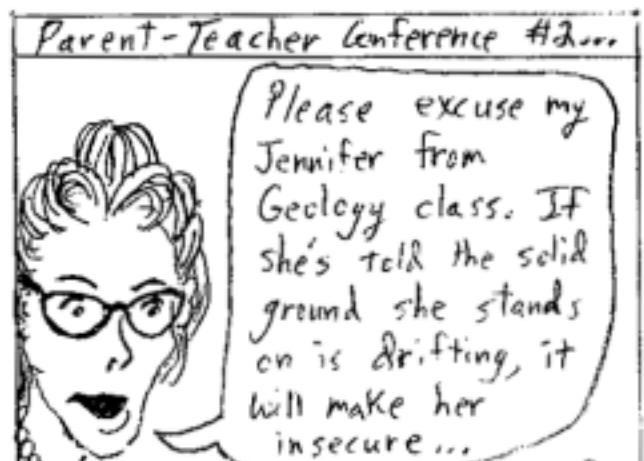 Parent-Teacher Conference #2...
Please excuse my
Jennifer from
Geology class. If
she's told the solid
ground she stands
on is drifting, it
will make her
insecure...